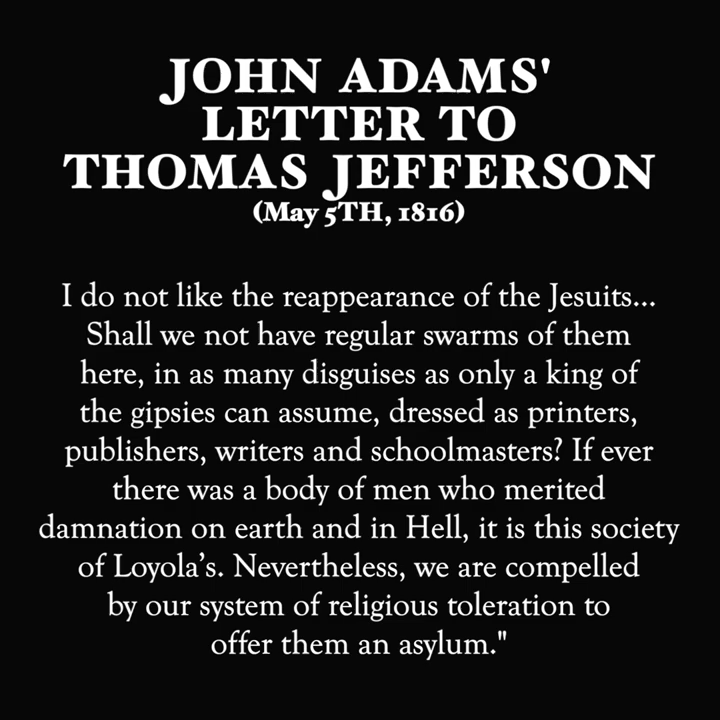 JOHN ADAMS'
LETTER TO
THOMAS JEFFERSON
(May 5TH, 1816)
I do not like the reappearance of the Jesuits...
Shall we not have regular swarms of them
here, in as many disguises as only a king of
the gipsies can assume, dressed as printers,
publishers, writers and schoolmasters? If ever
there was a body of men who merited
damnation on earth and in Hell, it is this society
of Loyola’s. Nevertheless, we are compelled
by our system of religious toleration to
offer them an asylum."